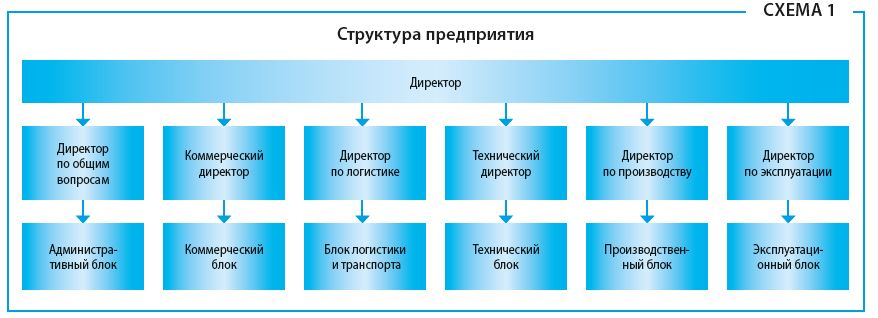 СХЕМА 1
Структура предприятия
Директор
Директор
по общим
вопросам
Коммерческий
директор
Директор
по логистике
Технический
директор
Директор
по производству
Директор
по эксплуатации
Администра-
тивный блок
Коммерческий
блок
Блок логистики
и транспорта
Технический
блок
Производствен-
ный блок
Эксплуатаци-
онный блок